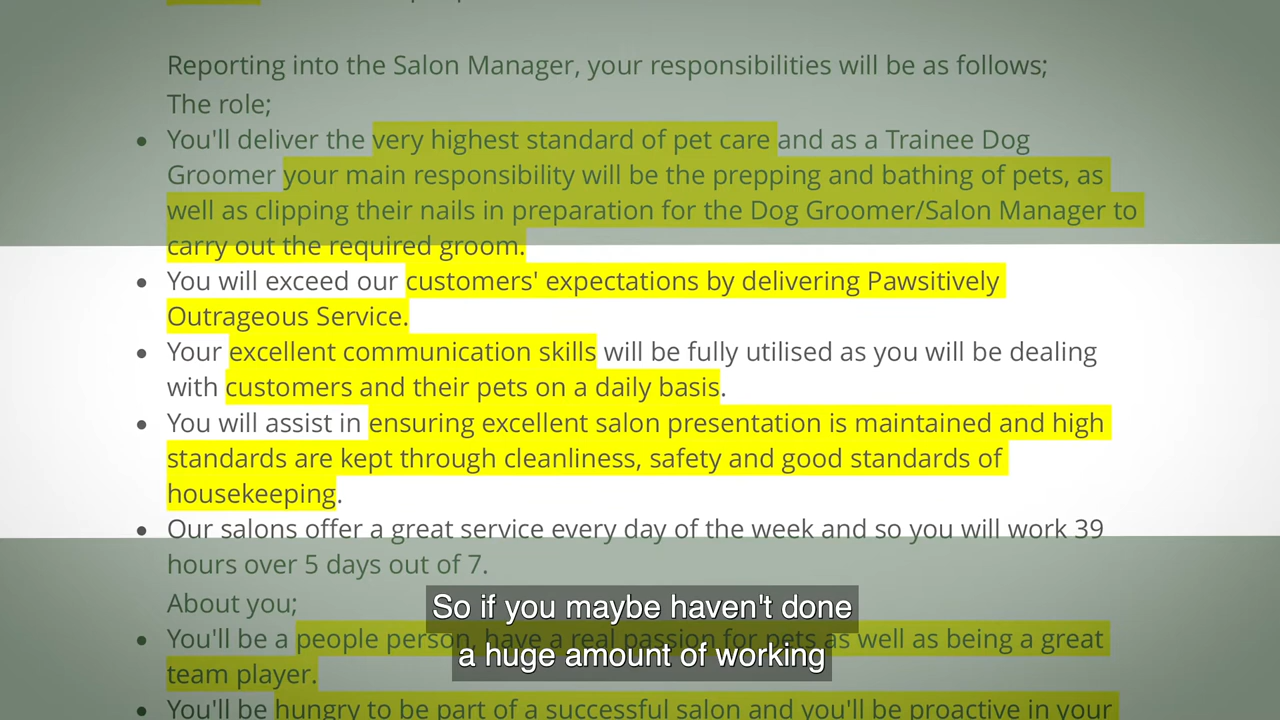 Reporting into the Salon Manager, your responsibilities will be as follows;
The role;
• You'll deliver the very highest standard of pet care and as a Trainee Dog
Groomer your main responsibility will be the prepping and bathing of pets, as
well as clipping their nails in preparation for the Dog Groomer/Salon Manager to
carry out the required groom.
• You will exceed our customers' expectations by delivering Pawsitively
Outrageous Service.
• Your excellent communication skills will be fully utilised as you will be dealing
with customers and their pets on a daily basis.
• You will assist in ensuring excellent salon presentation is maintained and high
standards are kept through cleanliness, safety and good standards of
housekeeping.
• Our salons offer a great service every day of the week and so you will work 39
hours over 5 days out of 7.
About you;
• You'll be a people person, have a real passion for pets as well as being a great
team player.
• You'll be hungry to be part of a successful salon and you'll be proactive in your
So if you maybe haven't done
a huge amount of working